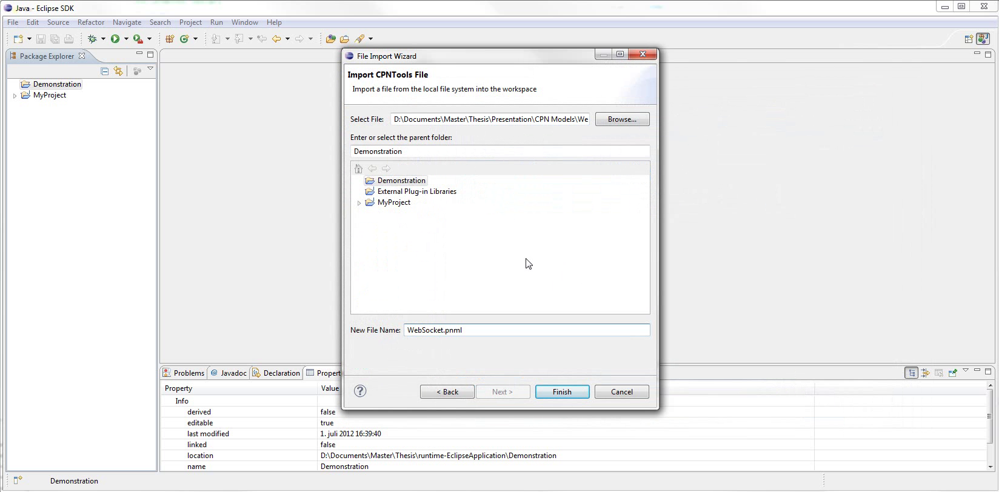 Java - Eclipse SDK
File Edit Source Refactor Navigate Search Project Run Window Help
Package Explorer
Demonstration
MyProject
File Import Wizard
Import CPNTools File
Import a file from the local file system into the workspace
Select File: D:\Documents\Master\Thesis\Presentation\CPN Models\We Browse...
Enter or select the parent folder:
Demonstration
Demonstration
External Plug-in Libraries
MyProject
New File Name: WebSocket.pnml
? < Back Next > Finish Cancel
Problems @ Javadoc Declaration Propert
Property Value
Info
derived false
editable true
last modified 1. juli 2012 16:39:40
linked false
location D:\Documents\Master\Thesis\runtime-EclipseApplication\Demonstration
name Demonstration
Demonstration